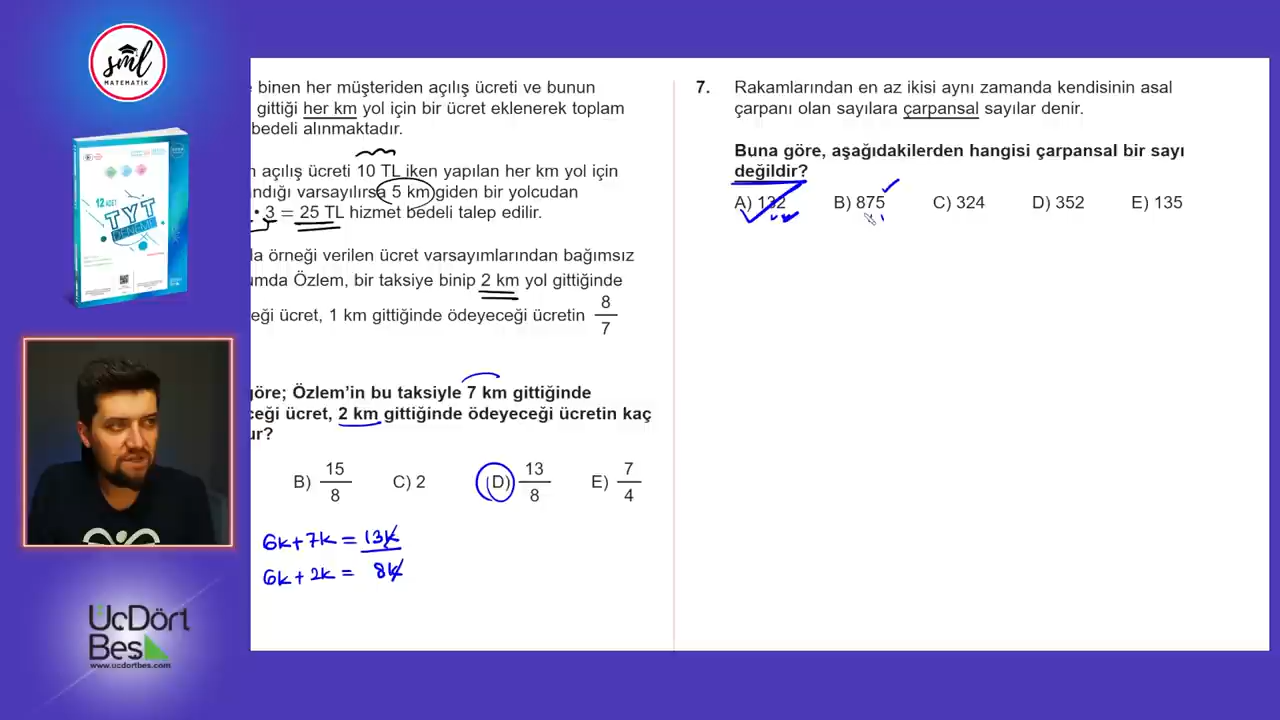 sml
MATEMATİK
12 ADET
TYT
DENEME
ÜçDört
Beş
www.ucdortbes.com
binen her müşteriden açılış ücreti ve bunun
gittiği her km yol için bir ücret eklenerek toplam
bedeli alınmaktadır.
açılış ücreti 10 TL iken yapılan her km yol için
ndığı varsayılırsa 5 km giden bir yolcudan
• 3 = 25 TL hizmet bedeli talep edilir.
da örneği verilen ücret varsayımlarından bağımsız
umda Özlem, bir taksiye binip 2 km yol gittiğinde
eği ücret, 1 km gittiğinde ödeyeceği ücretin 8/7
göre; Özlem'in bu taksiyle 7 km gittiğinde
ceği ücret, 2 km gittiğinde ödeyeceği ücretin kaç
ur?
B) 15/8 C) 2 D) 13/8 E) 7/4
6k+7k = 13k
6k+2k = 8k
7. Rakamlarından en az ikisi aynı zamanda kendisinin asal
çarpanı olan sayılara çarpansal sayılar denir.
Buna göre, aşağıdakilerden hangisi çarpansal bir sayı
değildir?
A) 132 B) 875 C) 324 D) 352 E) 135